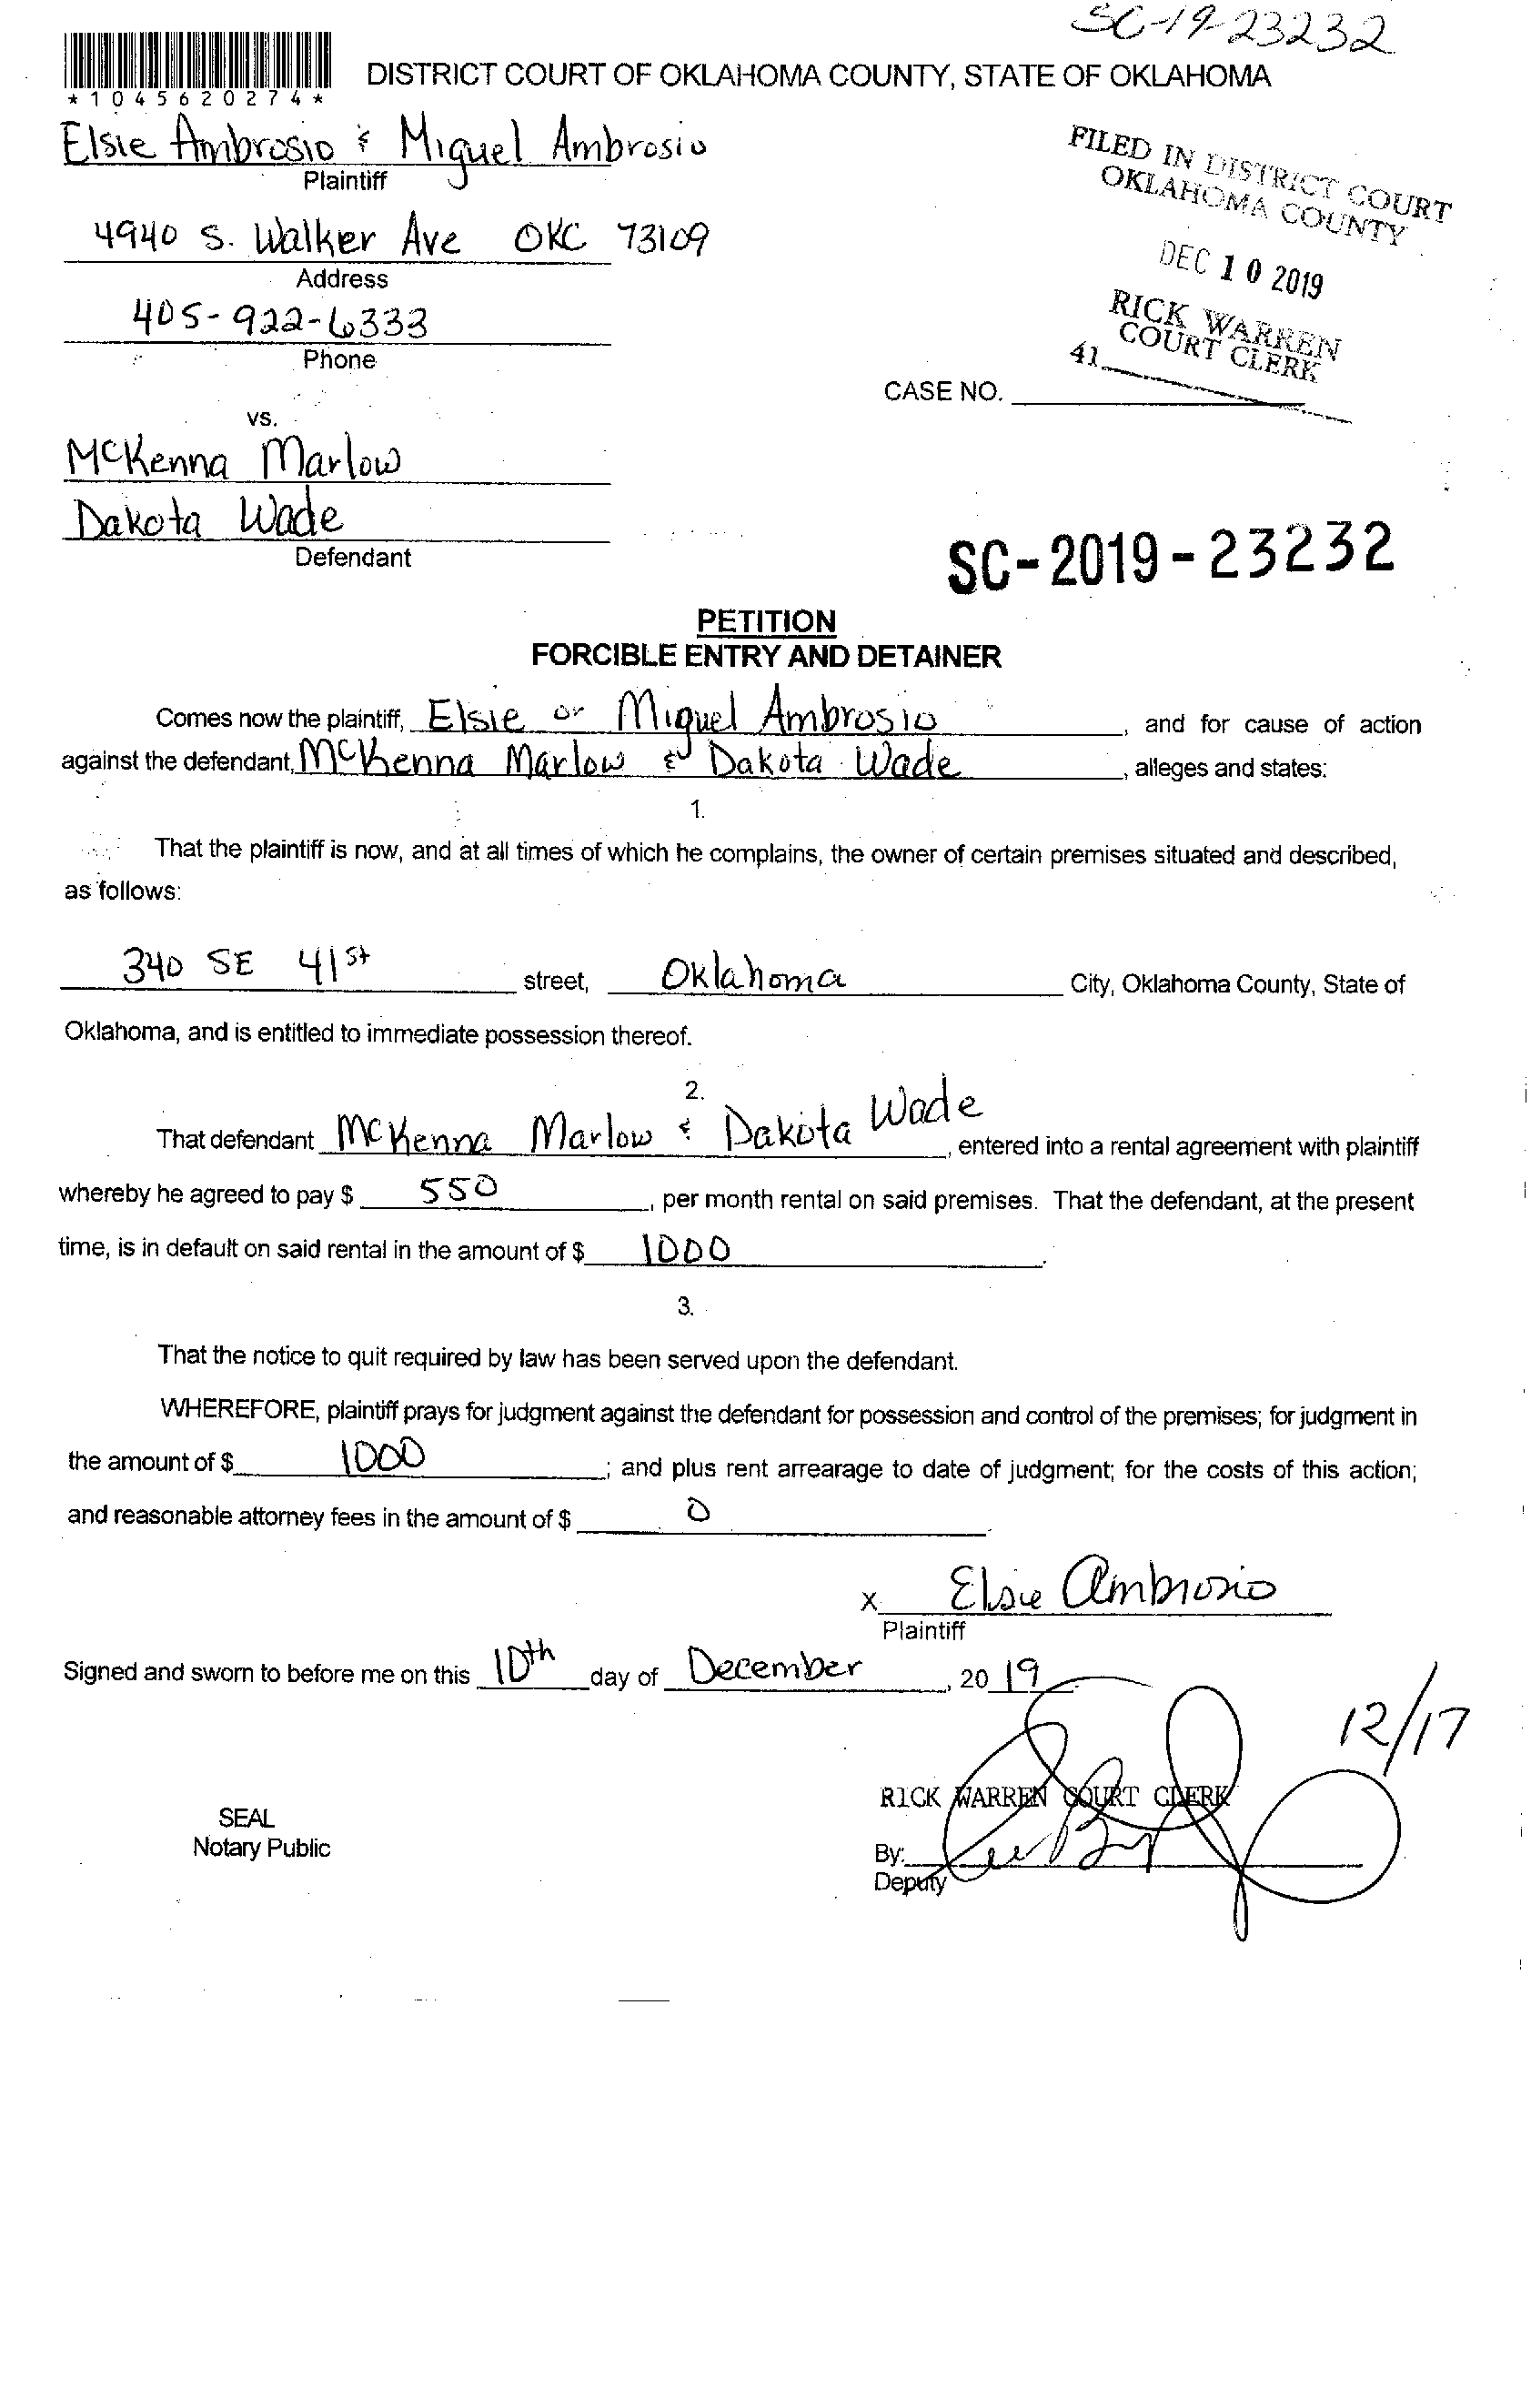 SC-19-23232
*1045620274*
DISTRICT COURT OF OKLAHOMA COUNTY, STATE OF OKLAHOMA
Elsie Ambrosio & Miguel Ambrosio
Plaintiff
FILED IN DISTRICT COURT
OKLAHOMA COUNTY
4940 S. Walker Ave OKC 73109
Address
DEC 10 2019
405-922-6333
Phone
RICK WARREN
COURT CLERK
41
CASE NO.
vs.
McKenna Marlow
Dakota Wade
Defendant
SC-2019-23232
PETITION
FORCIBLE ENTRY AND DETAINER
Comes now the plaintiff, Elsie or Miguel Ambrosio, and for cause of action
against the defendant, McKenna Marlow & Dakota Wade, alleges and states:
1.
That the plaintiff is now, and at all times of which he complains, the owner of certain premises situated and described,
as follows:
340 SE 41st street, Oklahoma City, Oklahoma County, State of
Oklahoma, and is entitled to immediate possession thereof.
2.
That defendant McKenna Marlow & Dakota Wade, entered into a rental agreement with plaintiff
whereby he agreed to pay $ 550, per month rental on said premises. That the defendant, at the present
time, is in default on said rental in the amount of $ 1000.
3.
That the notice to quit required by law has been served upon the defendant.
WHEREFORE, plaintiff prays for judgment against the defendant for possession and control of the premises; for judgment in
the amount of $ 1000; and plus rent arrearage to date of judgment; for the costs of this action;
and reasonable attorney fees in the amount of $ 0.
x Elsie Ambrosio
Plaintiff
Signed and sworn to before me on this 10th day of December, 2019.
12/17
RICK WARREN COURT CLERK
SEAL
Notary Public
By:
Deputy